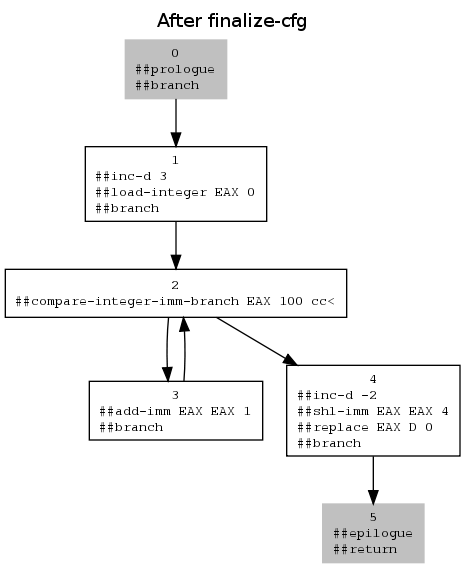 After finalize-cfg
0
##prologue
##branch
1
##inc-d 3
##load-integer EAX 0
##branch
2
##compare-integer-imm-branch EAX 100 cc<
3
##add-imm EAX EAX 1
##branch
4
##inc-d -2
##shl-imm EAX EAX 4
##replace EAX D 0
##branch
5
##epilogue
##return